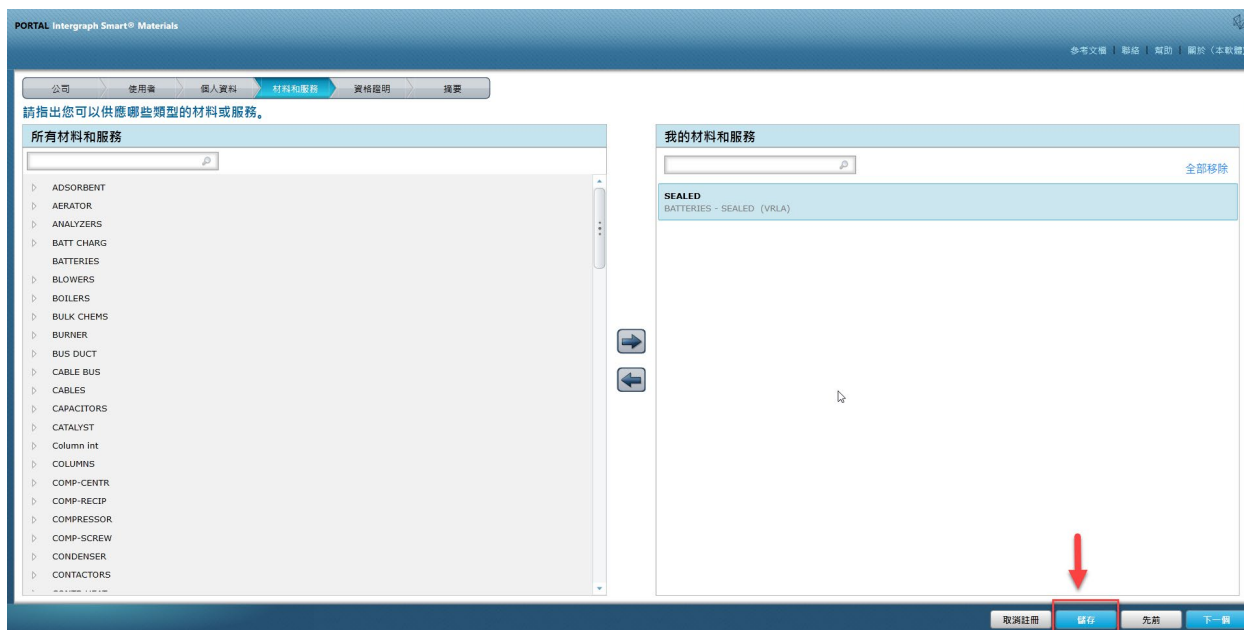 PORTAL Intergraph Smart® Materials
參考文檔 | 聯絡 | 幫助 | 關於（本軟體
公司 使用者 個人資料 材料和服務 資格證明 摘要
請指出您可以供應哪些類型的材料或服務。
所有材料和服務
我的材料和服務
全部移除
ADSORBENT
AERATOR
ANALYZERS
BATT CHARG
BATTERIES
BLOWERS
BOILERS
BULK CHEMS
BURNER
BUS DUCT
CABLE BUS
CABLES
CAPACITORS
CATALYST
Column int
COLUMNS
COMP-CENTR
COMP-RECIP
COMPRESSOR
COMP-SCREW
CONDENSER
CONTACTORS
SEALED
BATTERIES - SEALED (VRLA)
取消註冊 儲存 先前 下一個